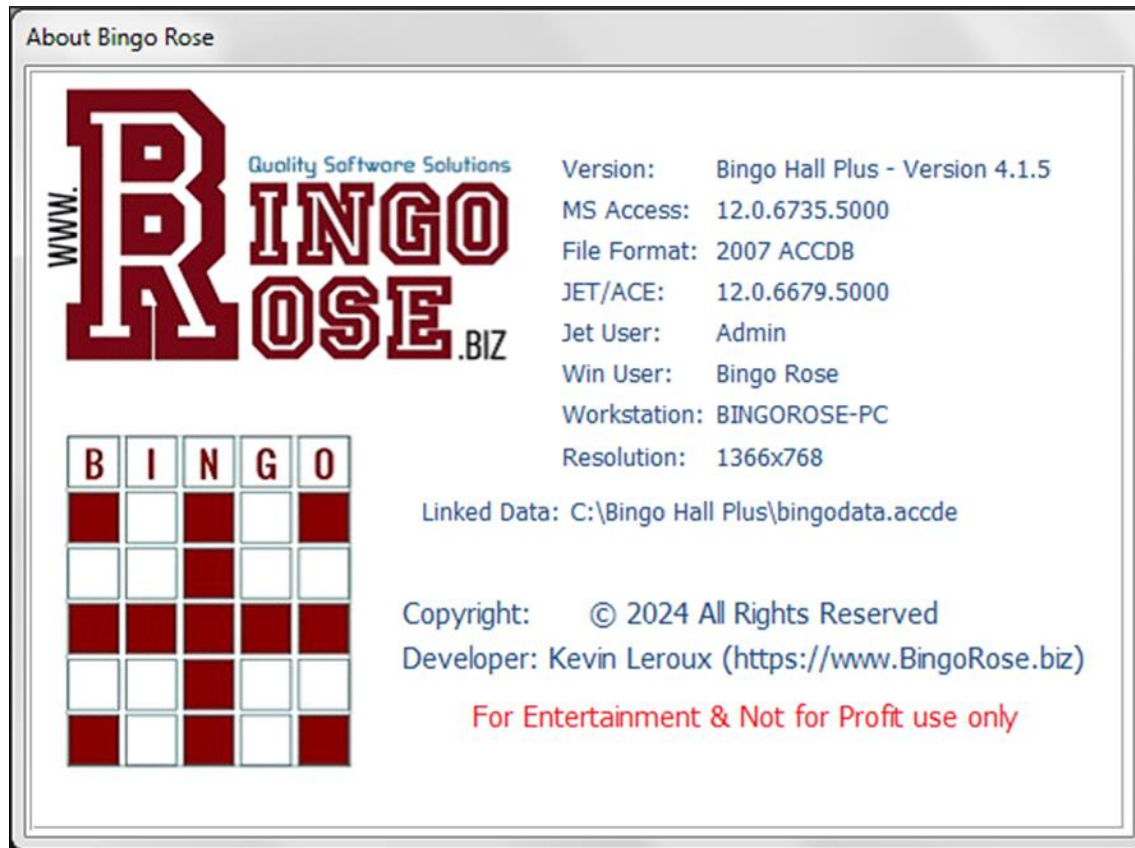 About Bingo Rose
www.
Quality Software Solutions
BINGO
ROSE.BIZ
Version: Bingo Hall Plus - Version 4.1.5
MS Access: 12.0.6735.5000
File Format: 2007 ACCDB
JET/ACE: 12.0.6679.5000
Jet User: Admin
Win User: Bingo Rose
Workstation: BINGOROSE-PC
Resolution: 1366x768
Linked Data: C:\Bingo Hall Plus\bingodata.accde
B I N G O
Copyright: © 2024 All Rights Reserved
Developer: Kevin Leroux (https://www.BingoRose.biz)
For Entertainment & Not for Profit use only